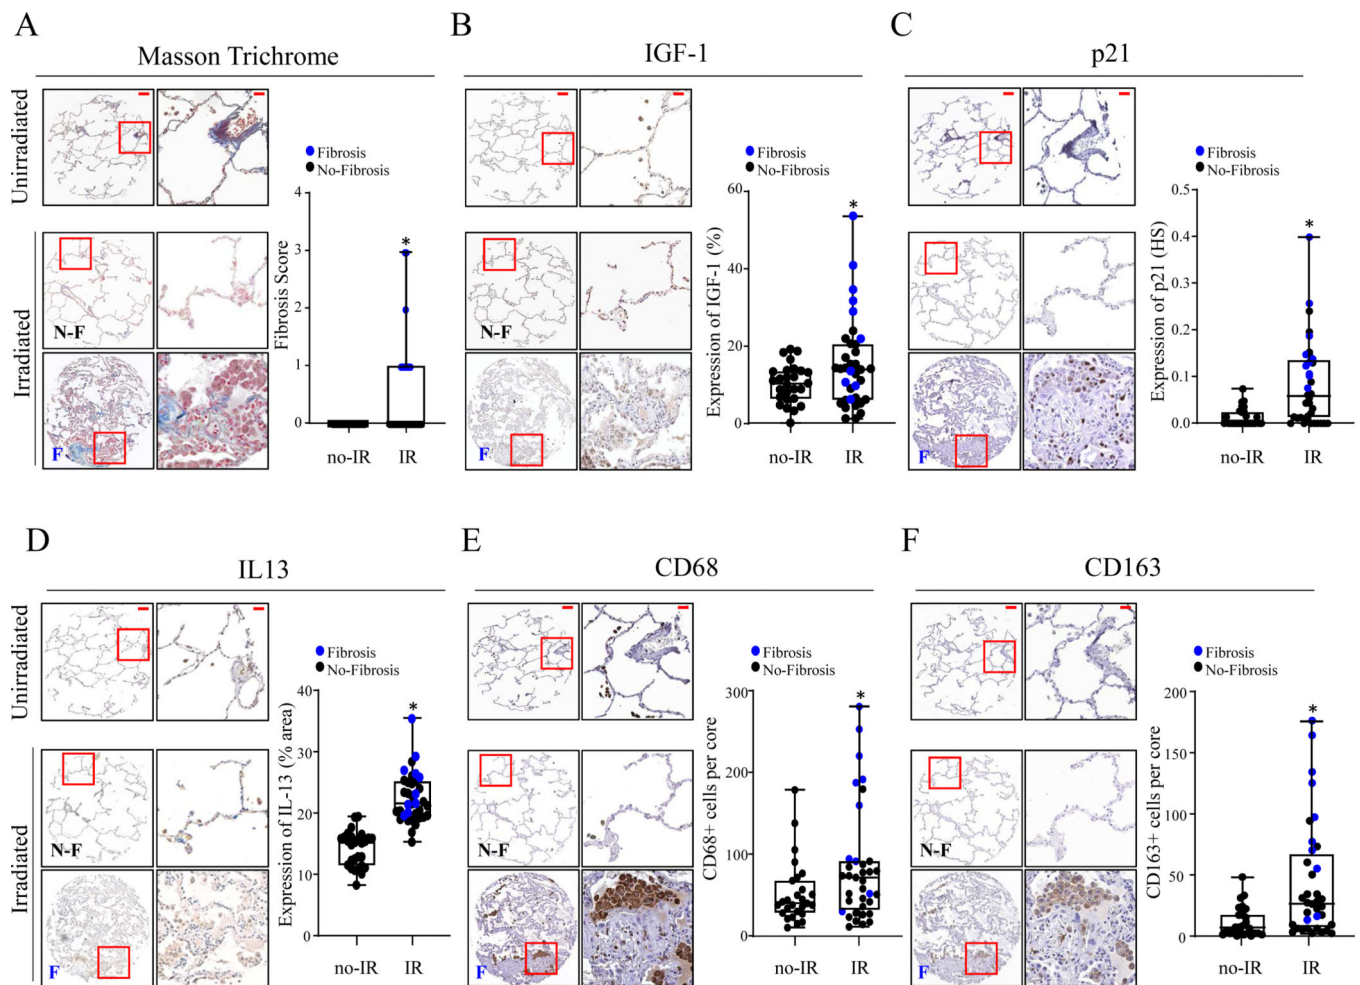 A
Masson Trichrome
Unirradiated
Irradiated
N-F
F
Fibrosis
No-Fibrosis
Fibrosis Score
4
3
2
1
0
*
no-IR
IR
B
IGF-1
N-F
F
Fibrosis
No-Fibrosis
Expression of IGF-1 (%)
60
40
20
0
*
no-IR
IR
C
p21
N-F
F
Fibrosis
No-Fibrosis
Expression of p21 (HS)
0.5
0.4
0.3
0.2
0.1
0.0
*
no-IR
IR
D
IL13
Unirradiated
Irradiated
N-F
F
Fibrosis
No-Fibrosis
Expression of IL-13 (% area)
40
30
20
10
0
*
no-IR
IR
E
CD68
N-F
F
Fibrosis
No-Fibrosis
CD68+ cells per core
300
200
100
0
*
no-IR
IR
F
CD163
N-F
F
Fibrosis
No-Fibrosis
CD163+ cells per core
200
150
100
50
0
*
no-IR
IR